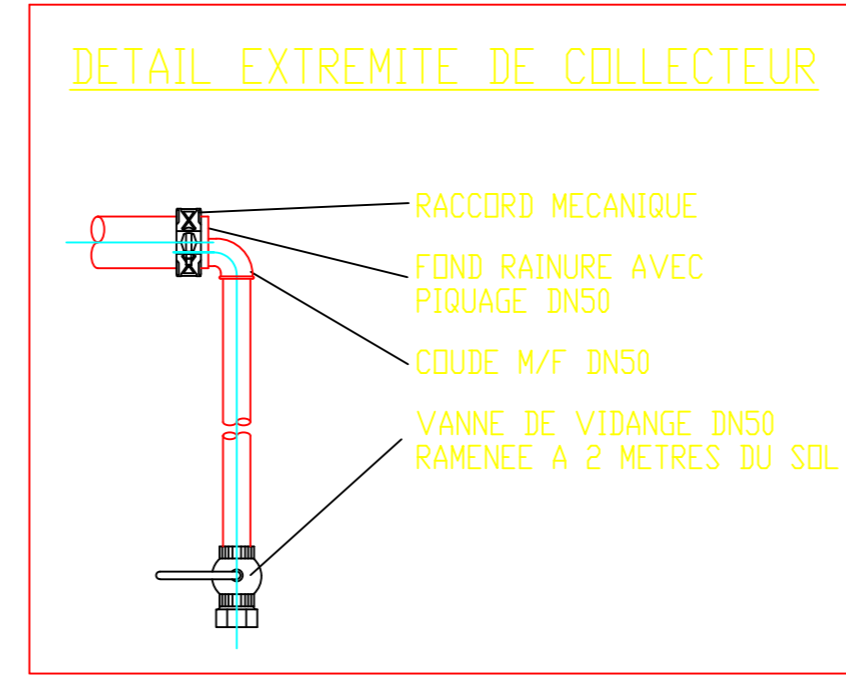 DETAIL EXTREMITE DE COLLECTEUR
RACCORD MECANIQUE
FOND RAINURE AVEC
PIQUAGE DN50
COUDE M/F DN50
VANNE DE VIDANGE DN50
RAMENEE A 2 METRES DU SOL